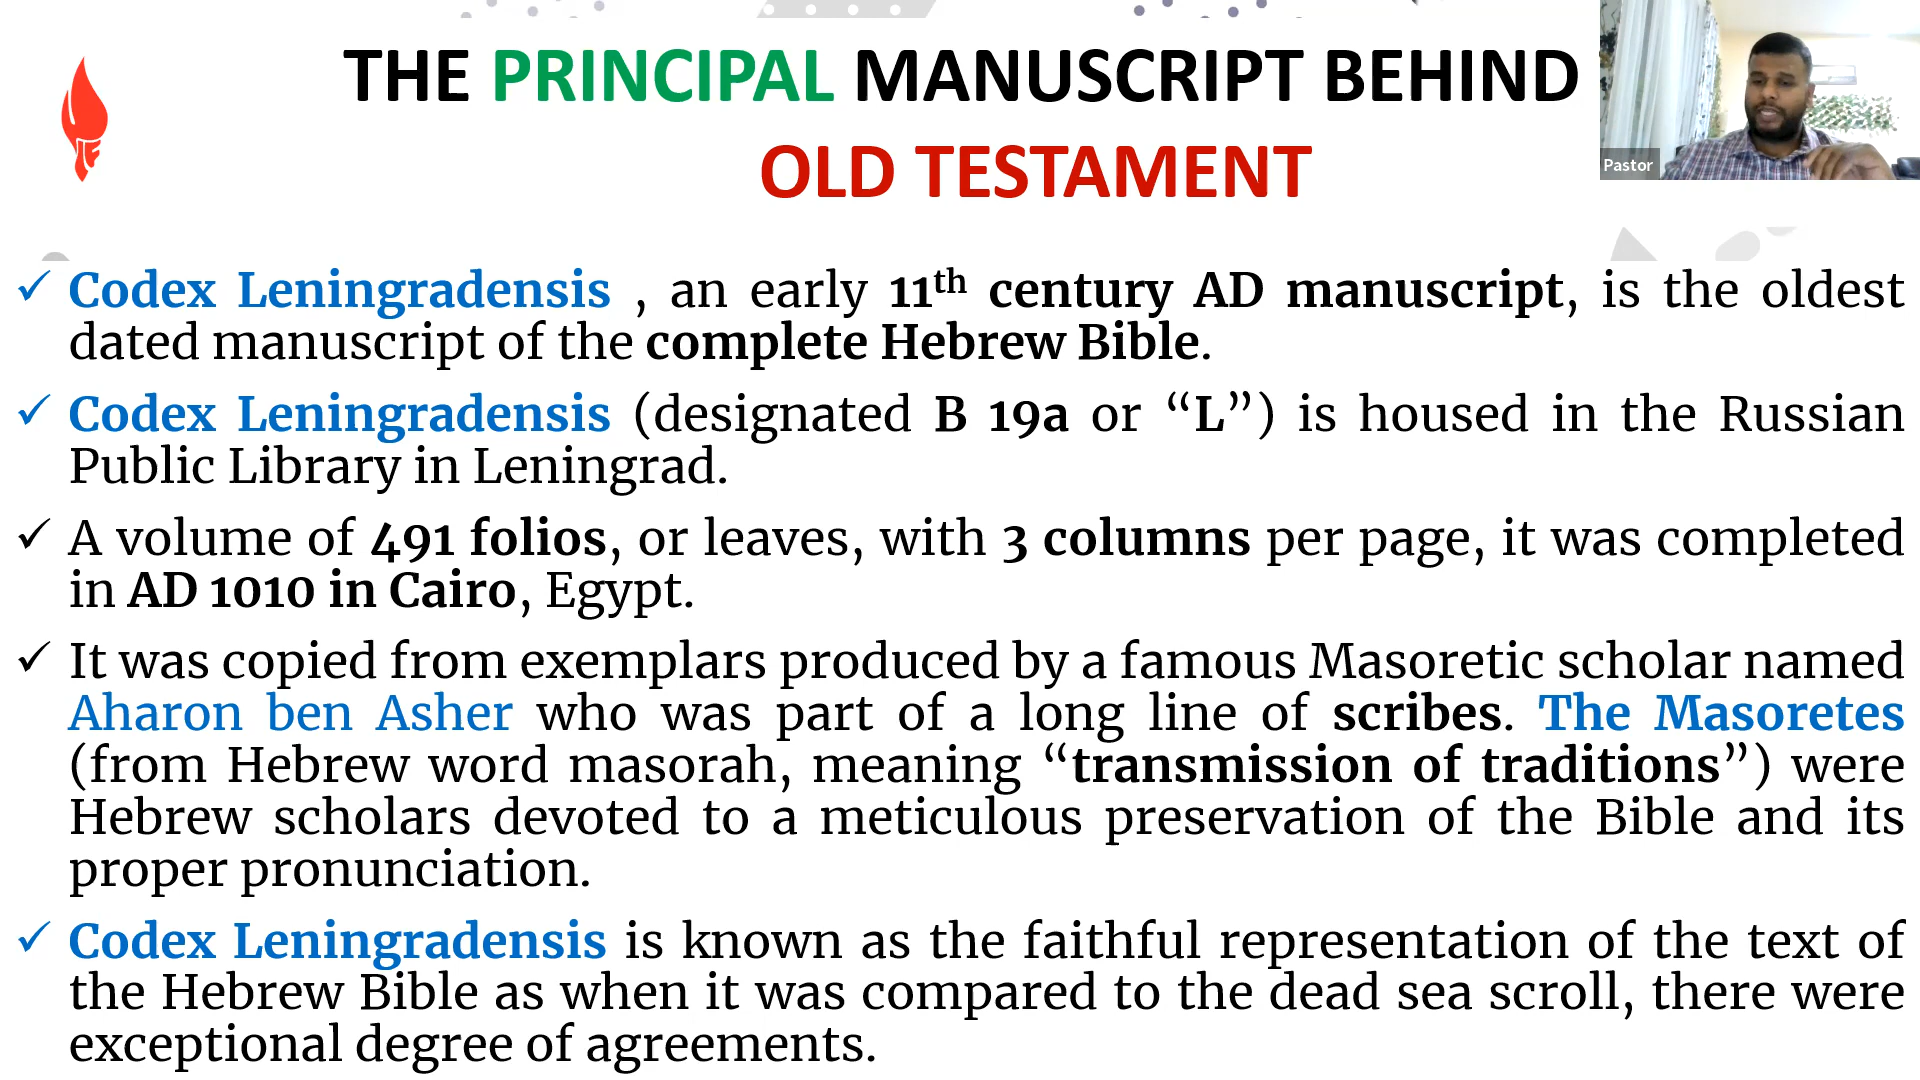 THE PRINCIPAL MANUSCRIPT BEHIND
OLD TESTAMENT
Pastor
✓ Codex Leningradensis , an early 11th century AD manuscript, is the oldest
dated manuscript of the complete Hebrew Bible.
✓ Codex Leningradensis (designated B 19a or “L”) is housed in the Russian
Public Library in Leningrad.
✓ A volume of 491 folios, or leaves, with 3 columns per page, it was completed
in AD 1010 in Cairo, Egypt.
✓ It was copied from exemplars produced by a famous Masoretic scholar named
Aharon ben Asher who was part of a long line of scribes. The Masoretes
(from Hebrew word masorah, meaning “transmission of traditions”) were
Hebrew scholars devoted to a meticulous preservation of the Bible and its
proper pronunciation.
✓ Codex Leningradensis is known as the faithful representation of the text of
the Hebrew Bible as when it was compared to the dead sea scroll, there were
exceptional degree of agreements.